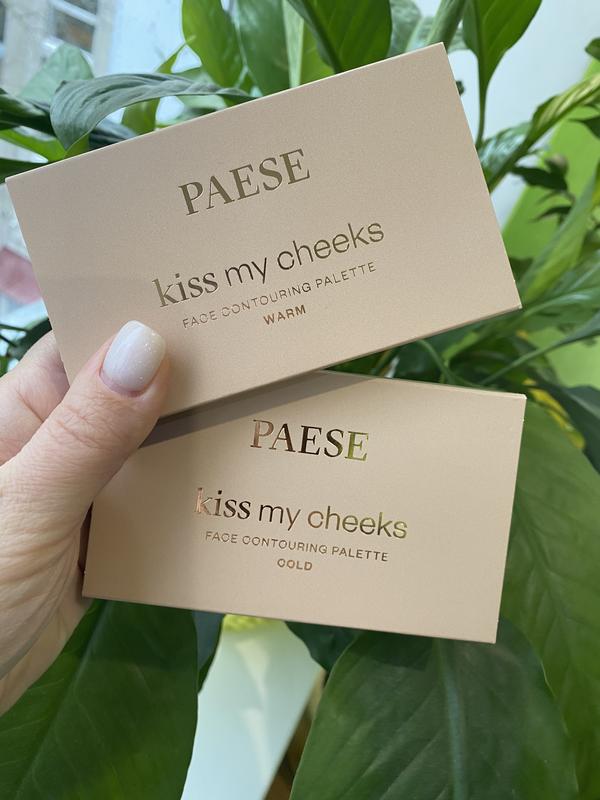 PAESE
kiss my cheeks
FACE CONTOURING PALETTE
WARM
PAESE
kiss my cheeks
FACE CONTOURING PALETTE
COLD